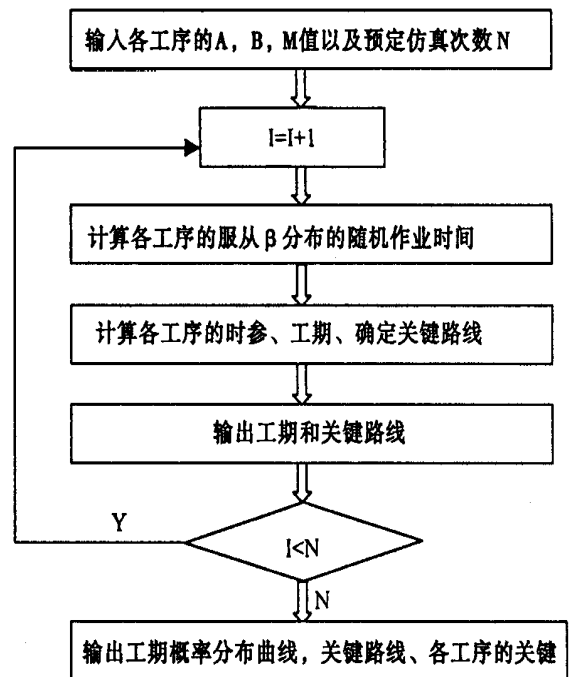 输入各工序的A，B，M值以及预定仿真次数N
I=I+1
计算各工序的服从β分布的随机作业时间
计算各工序的时参、工期、确定关键路线
输出工期和关键路线
Y
I<N
N
输出工期概率分布曲线，关键路线、各工序的关键